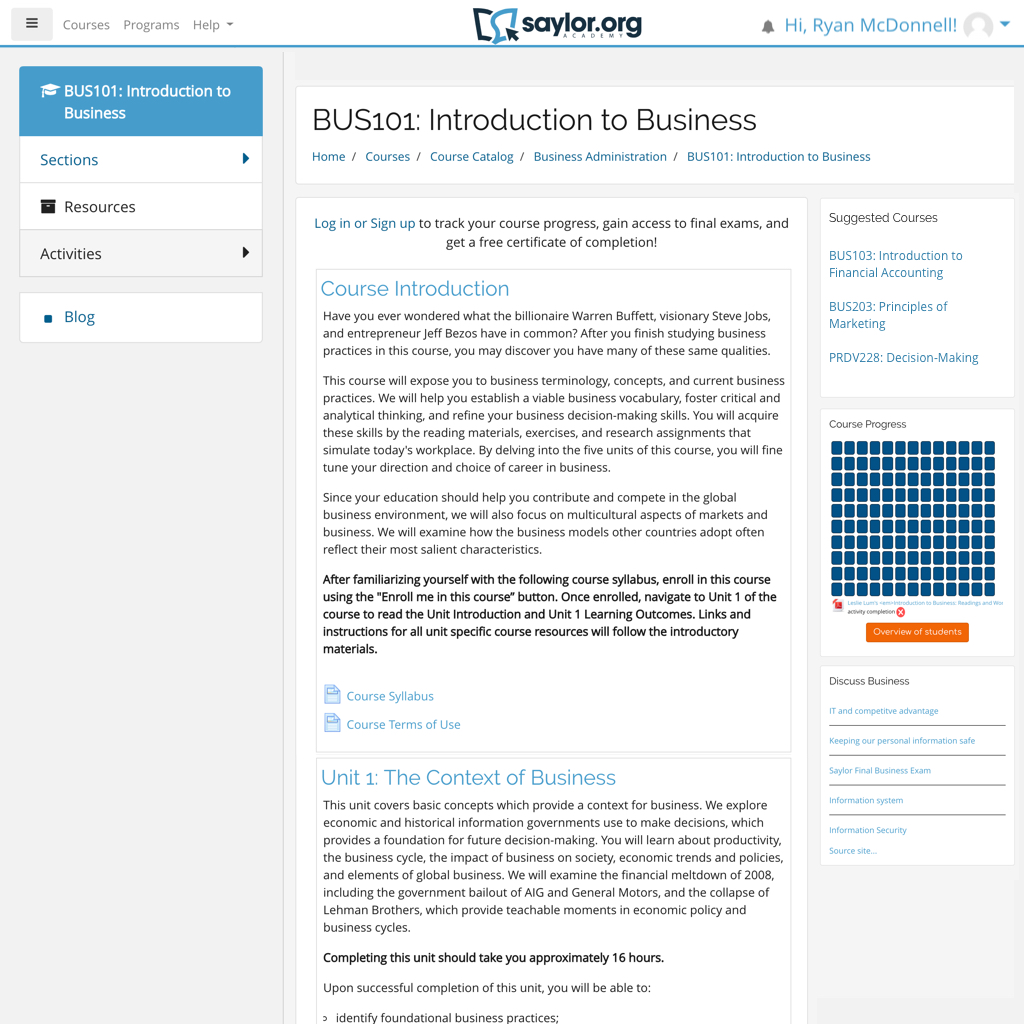 Courses Programs Help
saylor.org
ACADEMY
Hi, Ryan McDonnell!
BUS101: Introduction to
Business
Sections
Resources
Activities
Blog
BUS101: Introduction to Business
Home / Courses / Course Catalog / Business Administration / BUS101: Introduction to Business
Log in or Sign up to track your course progress, gain access to final exams, and
get a free certificate of completion!
Course Introduction
Have you ever wondered what the billionaire Warren Buffett, visionary Steve Jobs,
and entrepreneur Jeff Bezos have in common? After you finish studying business
practices in this course, you may discover you have many of these same qualities.
This course will expose you to business terminology, concepts, and current business
practices. We will help you establish a viable business vocabulary, foster critical and
analytical thinking, and refine your business decision-making skills. You will acquire
these skills by the reading materials, exercises, and research assignments that
simulate today's workplace. By delving into the five units of this course, you will fine
tune your direction and choice of career in business.
Since your education should help you contribute and compete in the global
business environment, we will also focus on multicultural aspects of markets and
business. We will examine how the business models other countries adopt often
reflect their most salient characteristics.
After familiarizing yourself with the following course syllabus, enroll in this course
using the "Enroll me in this course” button. Once enrolled, navigate to Unit 1 of the
course to read the Unit Introduction and Unit 1 Learning Outcomes. Links and
instructions for all unit specific course resources will follow the introductory
materials.
Course Syllabus
Course Terms of Use
Unit 1: The Context of Business
This unit covers basic concepts which provide a context for business. We explore
economic and historical information governments use to make decisions, which
provides a foundation for future decision-making. You will learn about productivity,
the business cycle, the impact of business on society, economic trends and policies,
and elements of global business. We will examine the financial meltdown of 2008,
including the government bailout of AIG and General Motors, and the collapse of
Lehman Brothers, which provide teachable moments in economic policy and
business cycles.
Completing this unit should take you approximately 16 hours.
Upon successful completion of this unit, you will be able to:
identify foundational business practices;
Suggested Courses
BUS103: Introduction to
Financial Accounting
BUS203: Principles of
Marketing
PRDV228: Decision-Making
Course Progress
Introduction to Business: Readings and
activity completion
Overview of students
Discuss Business
IT and competitve advantage
Keeping our personal information safe
Saylor Final Business Exam
Information system
Information Security
Source site...